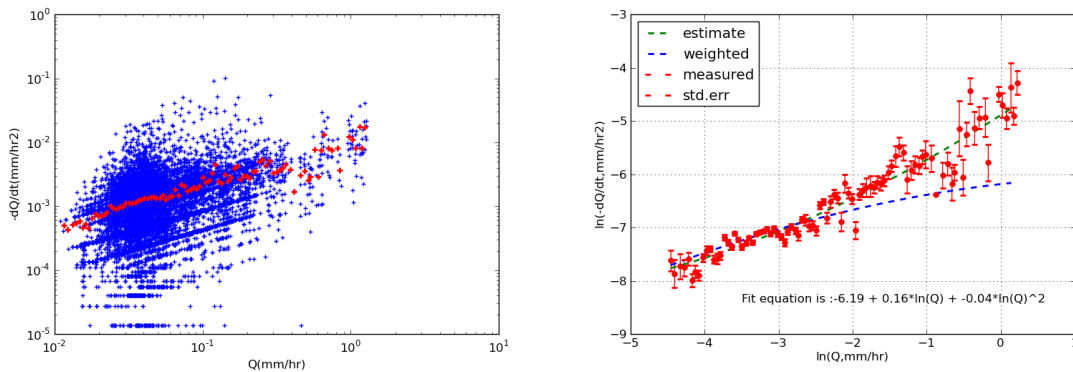 10^0
10^-1
10^-2
10^-3
10^-4
10^-5
-dQ/dt(mm/hr2)
10^-2
10^-1
10^0
10^1
Q(mm/hr)
−3
−4
−5
−6
−7
−8
−9
ln(-dQ/dt,mm/hr2)
estimate
weighted
measured
std.err
Fit equation is :-6.19 + 0.16*ln(Q) + -0.04*ln(Q)^2
−5
−4
−3
−2
−1
0
1
ln(Q,mm/hr)